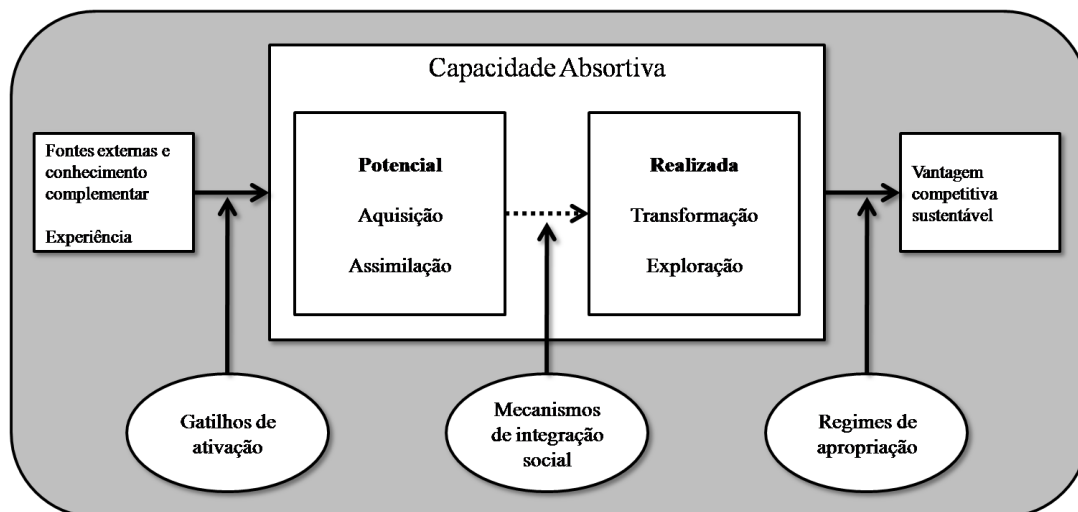 Capacidade Absortiva
Fontes externas e
conhecimento
complementar
Experiência
Potencial
Aquisição
Assimilação
Realizada
Transformação
Exploração
Vantagem
competitiva
sustentável
Gatilhos de
ativação
Mecanismos
de integração
social
Regimes de
apropriação